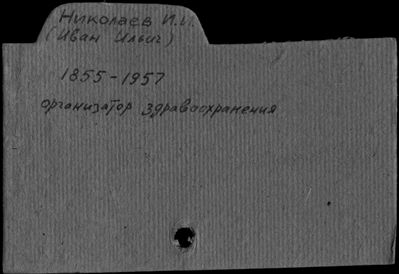 Николаев И.И.
(Иван Ильич)
1855-1957
организатор здравоохранения